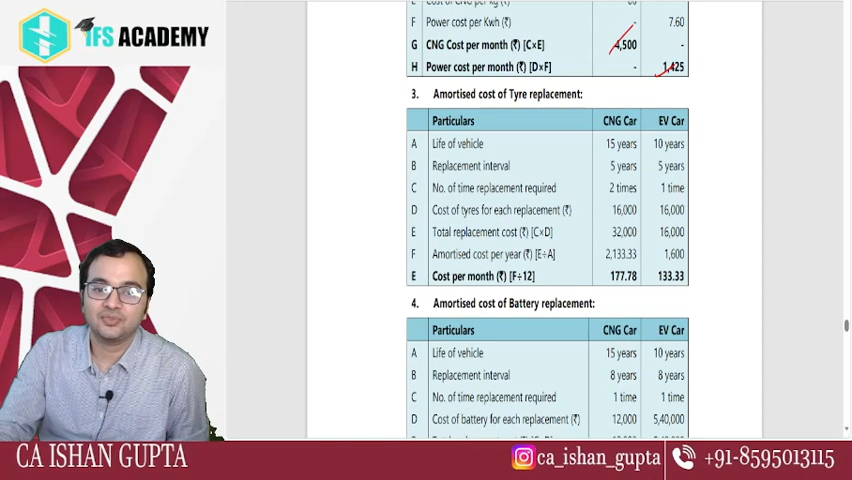 IFS ACADEMY
E Cost of CNG per kg (₹) 60
F Power cost per Kwh (₹) - 7.60
G CNG Cost per month (₹) [C×E] 4,500 -
H Power cost per month (₹) [D×F] - 1,425
3. Amortised cost of Tyre replacement:
Particulars CNG Car EV Car
A Life of vehicle 15 years 10 years
B Replacement interval 5 years 5 years
C No. of time replacement required 2 times 1 time
D Cost of tyres for each replacement (₹) 16,000 16,000
E Total replacement cost (₹) [C×D] 32,000 16,000
F Amortised cost per year (₹) [E÷A] 2,133.33 1,600
E Cost per month (₹) [F÷12] 177.78 133.33
4. Amortised cost of Battery replacement:
Particulars CNG Car EV Car
A Life of vehicle 15 years 10 years
B Replacement interval 8 years 8 years
C No. of time replacement required 1 time 1 time
D Cost of battery for each replacement (₹) 12,000 5,40,000
CA ISHAN GUPTA
ca_ishan_gupta
+91-8595013115